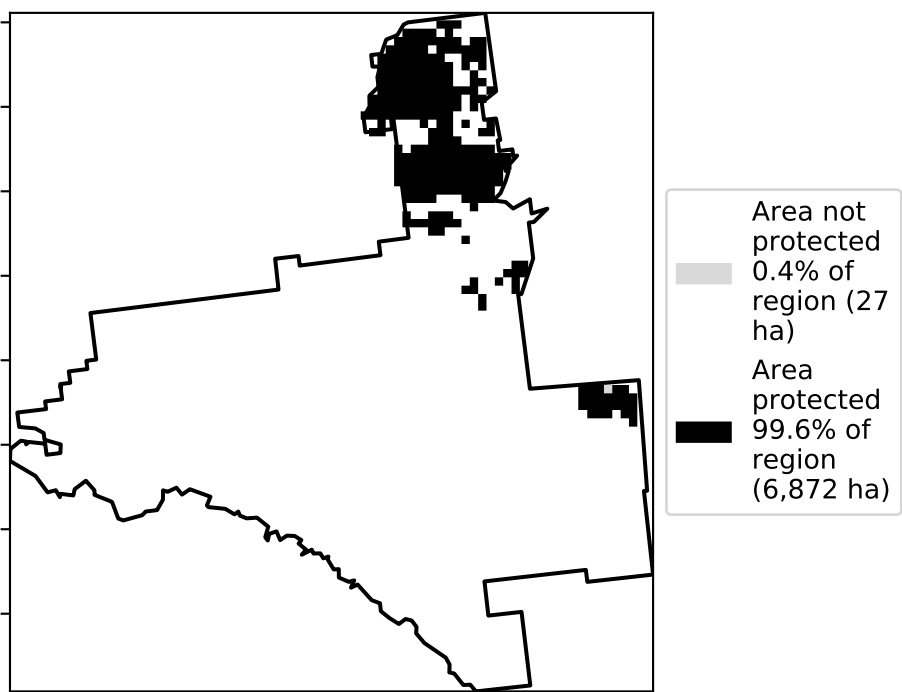 Area not
protected
0.4% of
region (27
ha)
Area
protected
99.6% of
region
(6,872 ha)